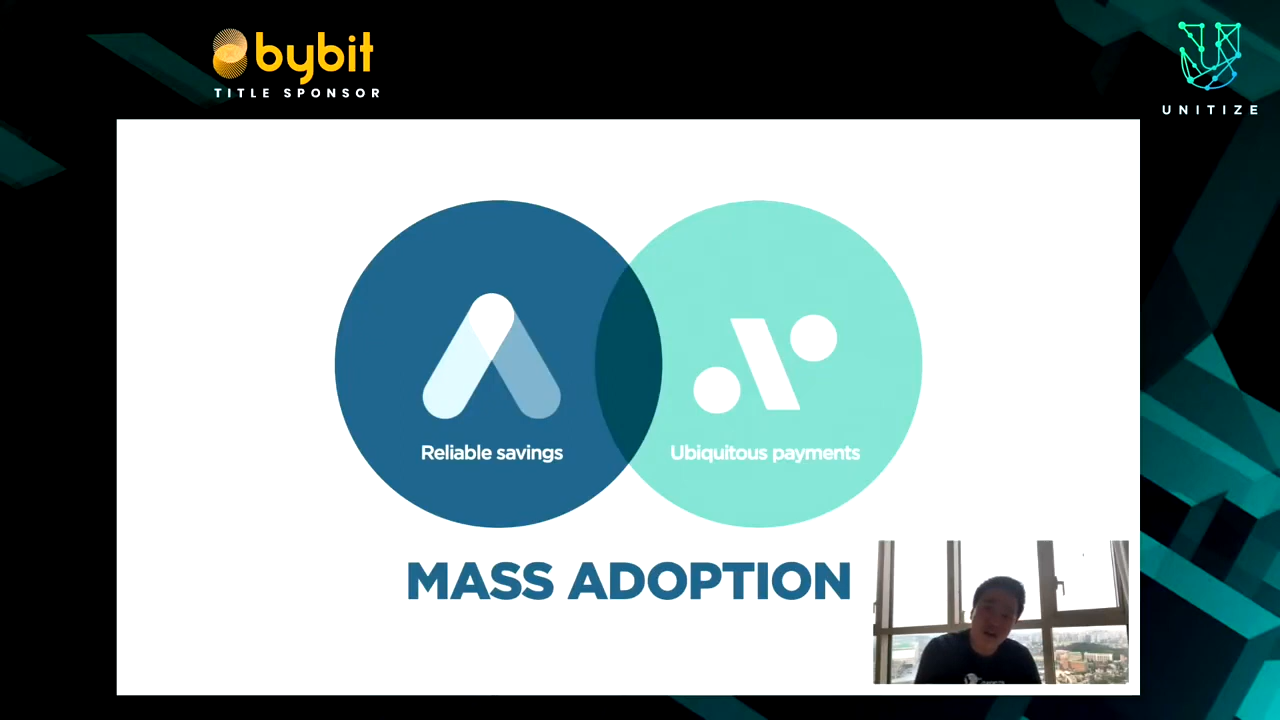 bybit
TITLE SPONSOR
UNITIZE
Reliable savings
Ubiquitous payments
MASS ADOPTION